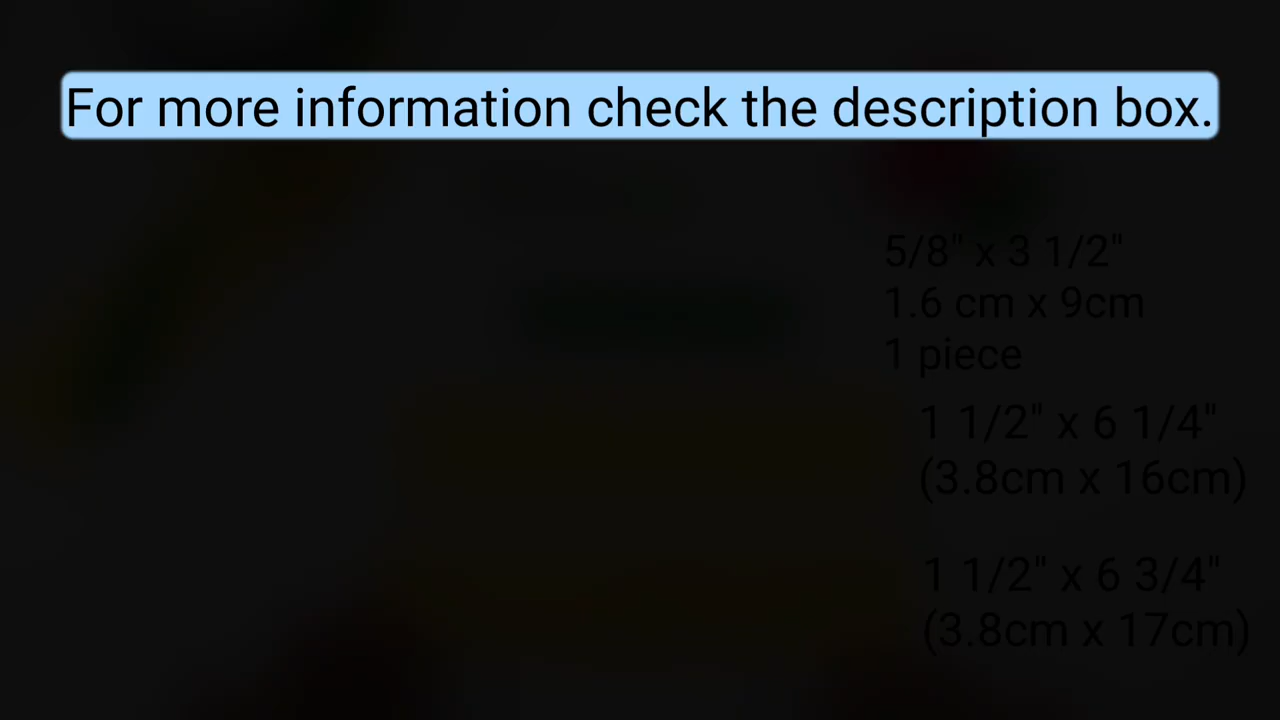 For more information check the description box.
5/8" x 3 1/2"
1.6 cm x 9cm
1 piece
1 1/2" x 6 1/4"
(3.8cm x 16cm)
1 1/2" x 6 3/4"
(3.8cm x 17cm)